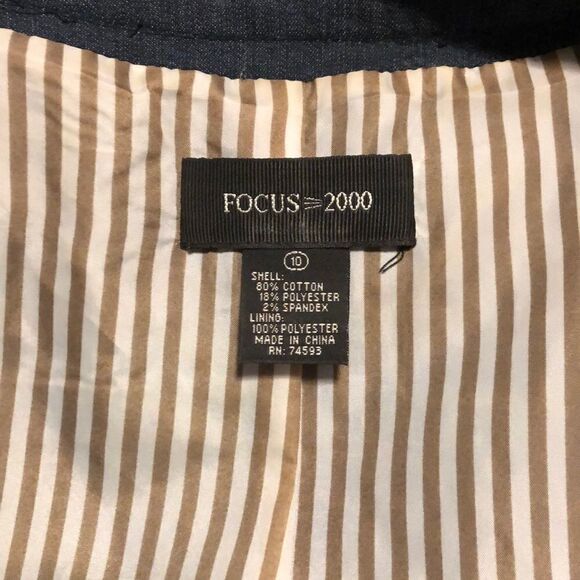 FOCUS 2000
10
SHELL:
80% COTTON
18% POLYESTER
2% SPANDEX
LINING:
100% POLYESTER
MADE IN CHINA
RN: 74593